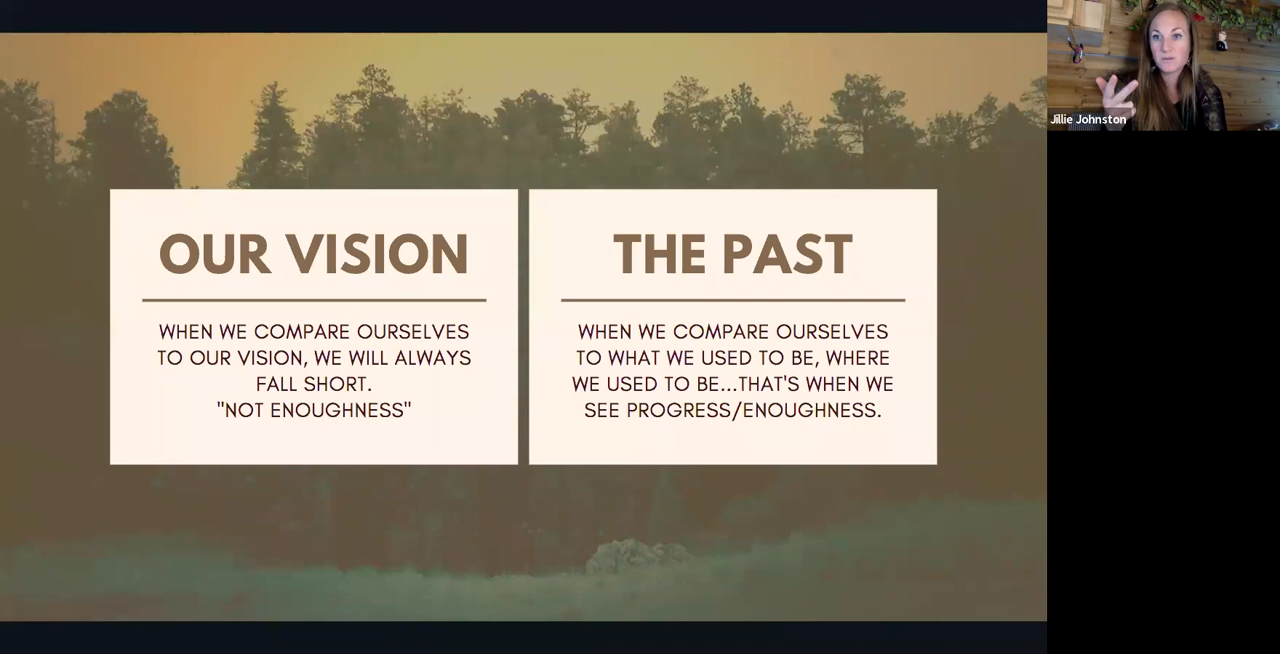 OUR VISION
WHEN WE COMPARE OURSELVES
TO OUR VISION, WE WILL ALWAYS
FALL SHORT.
"NOT ENOUGHNESS"
THE PAST
WHEN WE COMPARE OURSELVES
TO WHAT WE USED TO BE, WHERE
WE USED TO BE...THAT'S WHEN WE
SEE PROGRESS/ENOUGHNESS.
Jillie Johnston